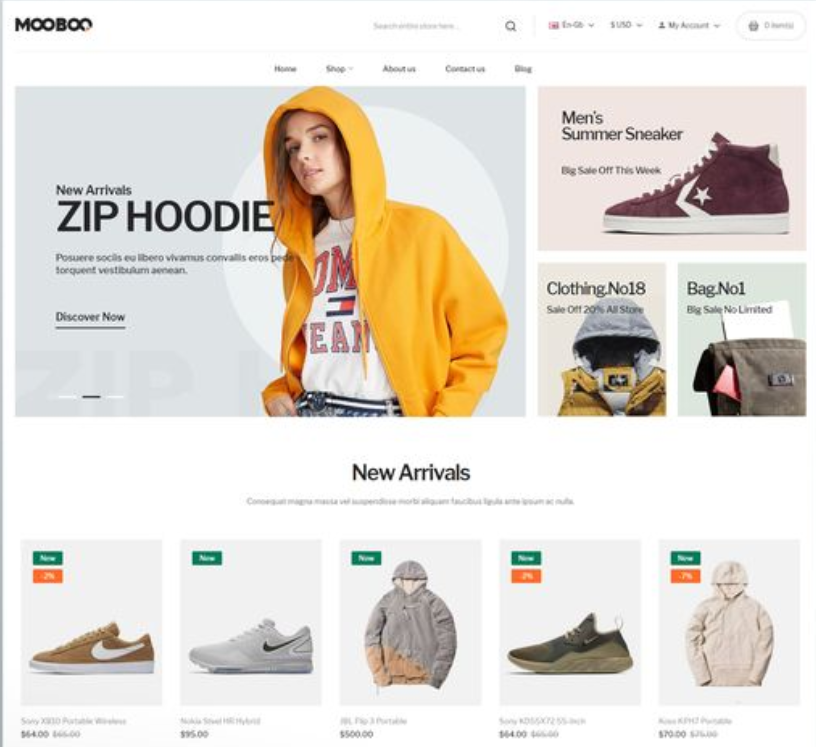 MOOBOO
Search entire store here...
En-Gb
$ USD
My Account
0 item(s)
Home
Shop
About us
Contact us
Blog
New Arrivals
ZIP HOODIE
Posuere sociis eu libero vivamus convallis eros pede
torquent vestibulum aenean.
Discover Now
ZIP H
TOMMY
JEANS
Men's
Summer Sneaker
Big Sale Off This Week
Clothing.No18
Sale Off 20% All Store
Bag.No1
Big Sale No Limited
New Arrivals
Consequat magna massa vel suspendisse morbi aliquam faucibus ligula ante ipsum ac nulla.
New
-2%
Sony X930 Portable Wireless
$64.00 $65.00
New
Nokia Steel HR Hybrid
$95.00
New
JBL Flip 3 Portable
$500.00
New
-2%
Sony KD55X72 55-Inch
$64.00 $65.00
New
-7%
$70.00 $75.00